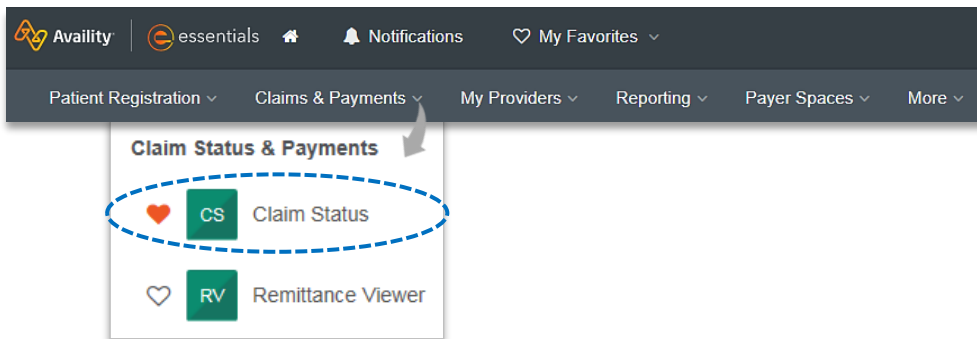 Availity essentials Notifications My Favorites
Patient Registration Claims & Payments My Providers Reporting Payer Spaces More
Claim Status & Payments
CS Claim Status
RV Remittance Viewer